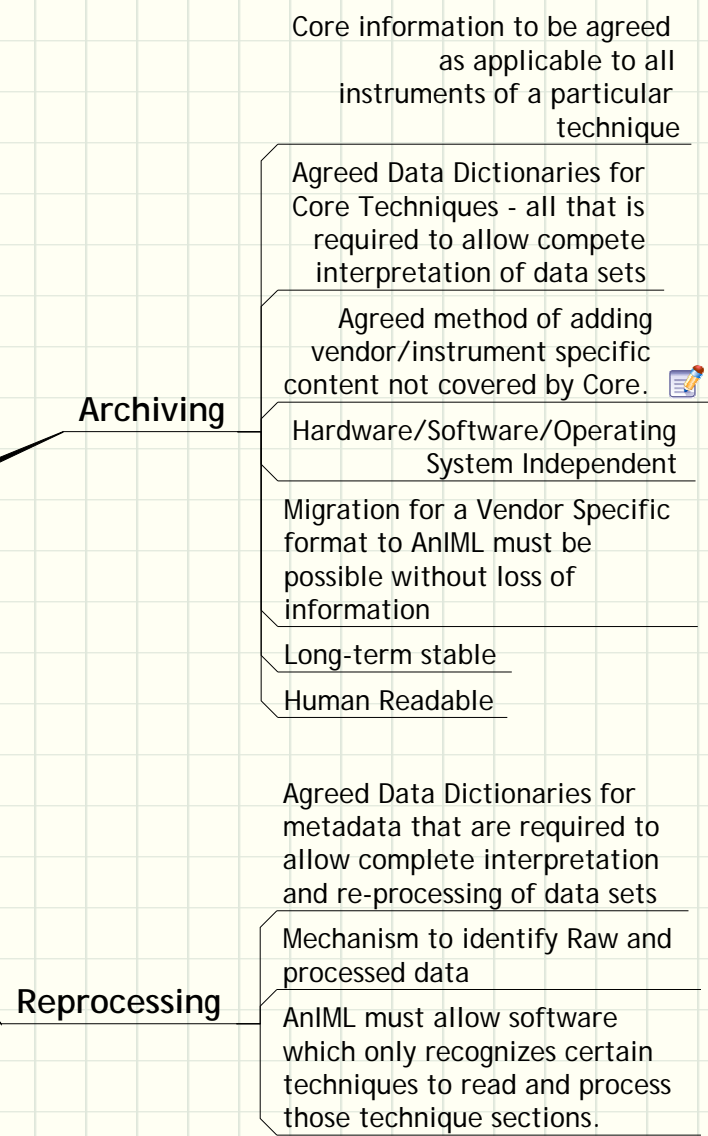 Core information to be agreed
as applicable to all
instruments of a particular
technique
Agreed Data Dictionaries for
Core Techniques - all that is
required to allow compete
interpretation of data sets
Agreed method of adding
vendor/instrument specific
content not covered by Core.
Archiving
Hardware/Software/Operating
System Independent
Migration for a Vendor Specific
format to AnIML must be
possible without loss of
information
Long-term stable
Human Readable
Agreed Data Dictionaries for
metadata that are required to
allow complete interpretation
and re-processing of data sets
Mechanism to identify Raw and
processed data
Reprocessing
AnIML must allow software
which only recognizes certain
techniques to read and process
those technique sections.